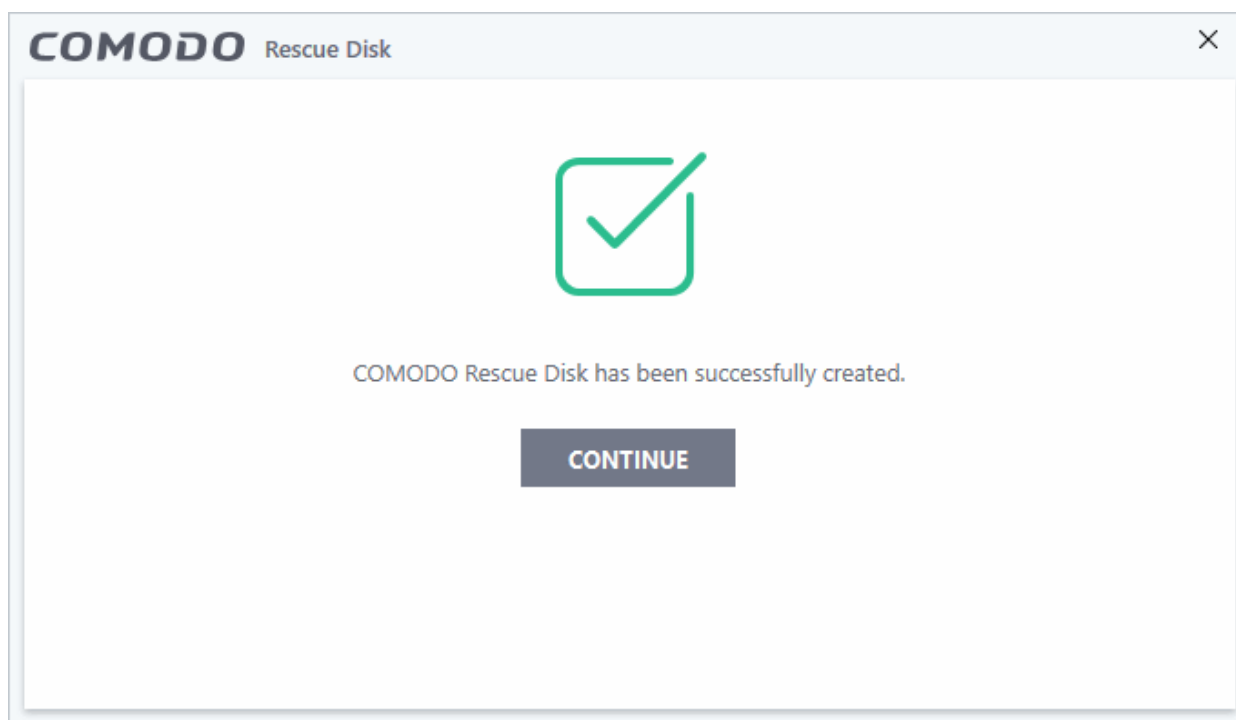 COMODO Rescue Disk
COMODO Rescue Disk has been successfully created.
CONTINUE